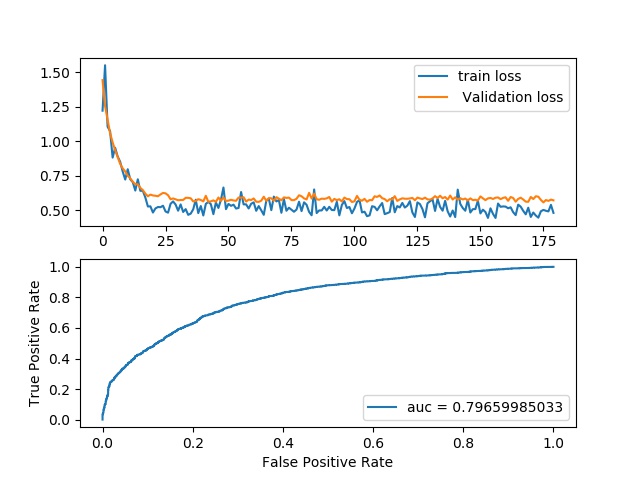 1.50
1.25
1.00
0.75
0.50
train loss
Validation loss
0 25 50 75 100 125 150 175
1.0
0.8
0.6
0.4
0.2
0.0
True Positive Rate
auc = 0.79659985033
0.0 0.2 0.4 0.6 0.8 1.0
False Positive Rate